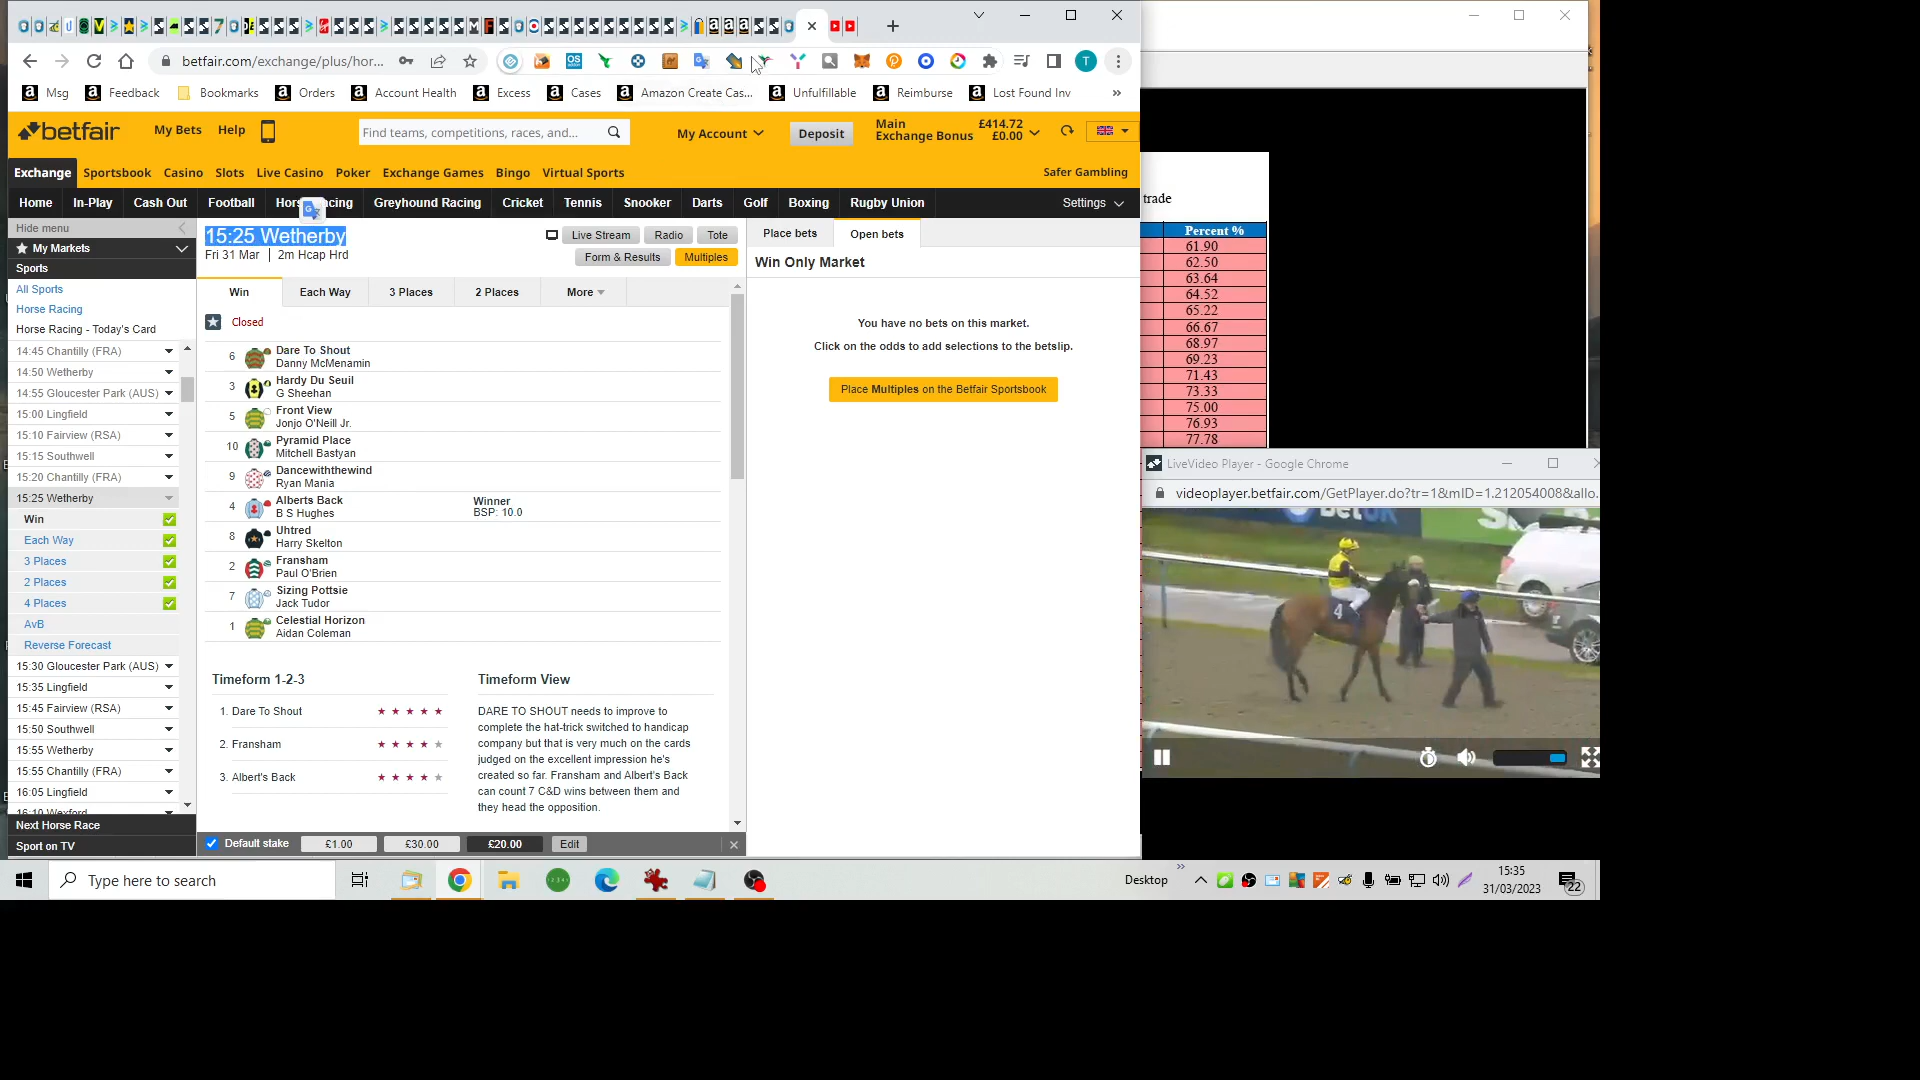 betfair.com/exchange/plus/hor...
T
Msg Feedback Bookmarks Orders Account Health Excess Cases Amazon Create Cas... Unfulfillable Reimburse Lost Found Inv »
betfair My Bets Help Find teams, competitions, races, and... My Account Deposit Main £414.72
Exchange Bonus £0.00
Exchange Sportsbook Casino Slots Live Casino Poker Exchange Games Bingo Virtual Sports Safer Gambling
Home In-Play Cash Out Football Horse Racing Greyhound Racing Cricket Tennis Snooker Darts Golf Boxing Rugby Union Settings
Hide menu
My Markets
Sports
All Sports
Horse Racing
Horse Racing - Today's Card
14:45 Chantilly (FRA)
14:50 Wetherby
14:55 Gloucester Park (AUS)
15:00 Lingfield
15:10 Fairview (RSA)
15:15 Southwell
15:20 Chantilly (FRA)
15:25 Wetherby
Win
Each Way
3 Places
2 Places
4 Places
AvB
Reverse Forecast
15:30 Gloucester Park (AUS)
15:35 Lingfield
15:45 Fairview (RSA)
15:50 Southwell
15:55 Wetherby
15:55 Chantilly (FRA)
16:05 Lingfield
16:10 Wexford
Next Horse Race
Sport on TV
15:25 Wetherby
Fri 31 Mar | 2m Hcap Hrd
Live Stream Radio Tote
Form & Results Multiples
Win Each Way 3 Places 2 Places More
Closed
6 Dare To Shout
Danny McMenamin
3 Hardy Du Seuil
G Sheehan
5 Front View
Jonjo O'Neill Jr.
10 Pyramid Place
Mitchell Bastyan
9 Dancewiththewind
Ryan Mania
4 Alberts Back Winner
B S Hughes BSP: 10.0
8 Uhtred
Harry Skelton
2 Fransham
Paul O'Brien
7 Sizing Pottsie
Jack Tudor
1 Celestial Horizon
Aidan Coleman
Timeform 1-2-3
1. Dare To Shout
2. Fransham
3. Albert's Back
Timeform View
DARE TO SHOUT needs to improve to
complete the hat-trick switched to handicap
company but that is very much on the cards
judged on the excellent impression he's
created so far. Fransham and Albert's Back
can count 7 C&D wins between them and
they head the opposition.
Default stake £1.00 £30.00 £20.00 Edit
Place bets Open bets
Win Only Market
You have no bets on this market.
Click on the odds to add selections to the betslip.
Place Multiples on the Betfair Sportsbook
trade
Percent %
61.90
62.50
63.64
64.52
65.22
66.67
68.97
69.23
71.43
73.33
75.00
76.93
77.78
LiveVideo Player - Google Chrome
videoplayer.betfair.com/GetPlayer.do?tr=1&mID=1.212054008&allo...
4
Type here to search
Desktop »
15:35
31/03/2023
22